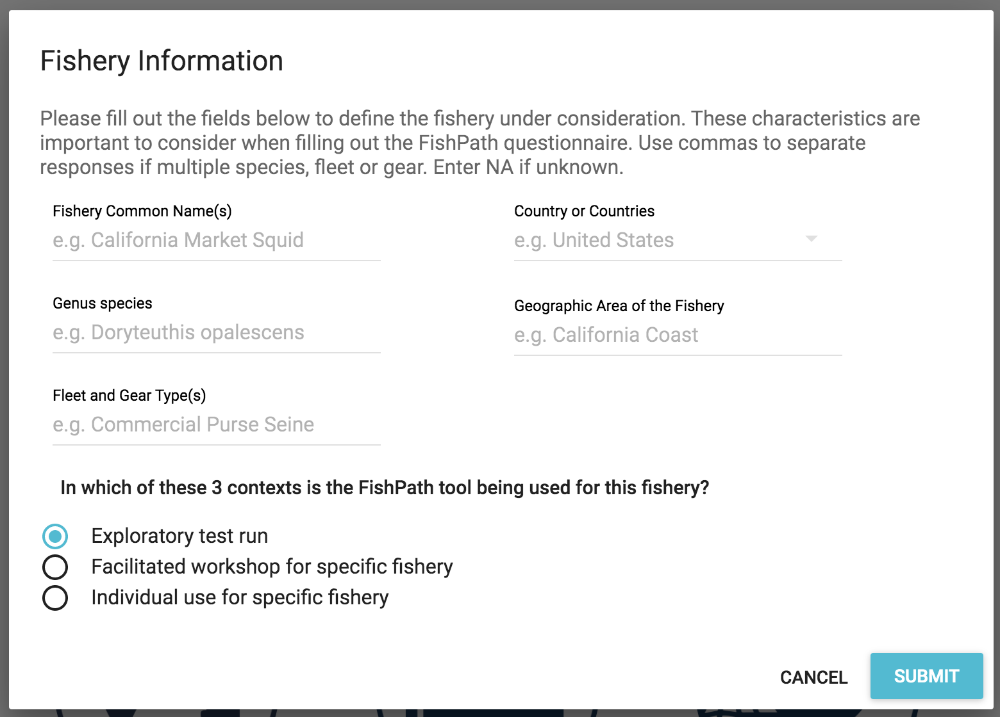 Fishery Information
Please fill out the fields below to define the fishery under consideration. These characteristics are
important to consider when filling out the FishPath questionnaire. Use commas to separate
responses if multiple species, fleet or gear. Enter NA if unknown.
Fishery Common Name(s)
e.g. California Market Squid
Country or Countries
e.g. United States
Genus species
e.g. Doryteuthis opalescens
Geographic Area of the Fishery
e.g. California Coast
Fleet and Gear Type(s)
e.g. Commercial Purse Seine
In which of these 3 contexts is the FishPath tool being used for this fishery?
Exploratory test run
Facilitated workshop for specific fishery
Individual use for specific fishery
CANCEL
SUBMIT